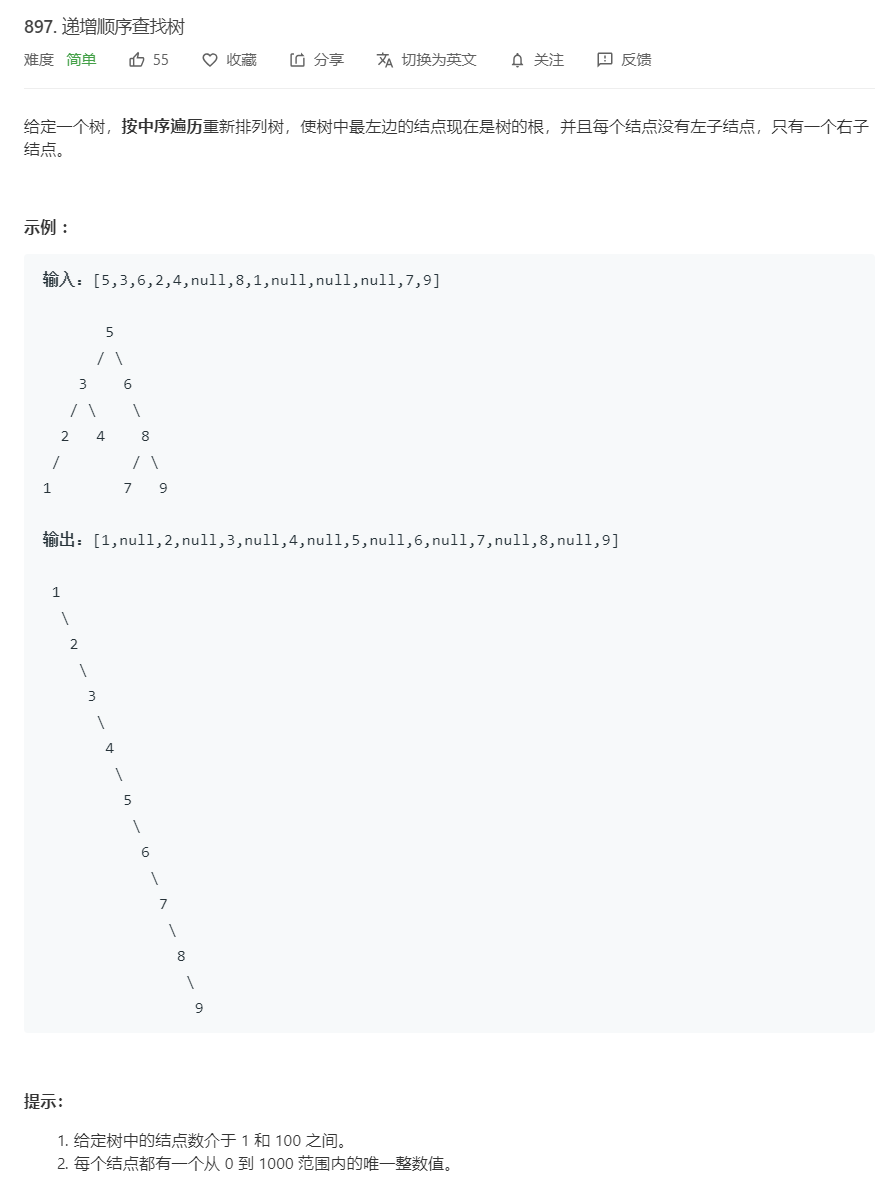 897. 递增顺序查找树
难度 简单 55 收藏 分享 切换为英文 关注 反馈
给定一个树，按中序遍历重新排列树，使树中最左边的结点现在是树的根，并且每个结点没有左子结点，只有一个右子
结点。
示例：
输入：[5,3,6,2,4,null,8,1,null,null,null,7,9]
5
/ \
3 6
/ \ \
2 4 8
/ / \
1 7 9
输出：[1,null,2,null,3,null,4,null,5,null,6,null,7,null,8,null,9]
1
\
2
\
3
\
4
\
5
\
6
\
7
\
8
\
9
提示：
1. 给定树中的结点数介于 1 和 100 之间。
2. 每个结点都有一个从 0 到 1000 范围内的唯一整数值。